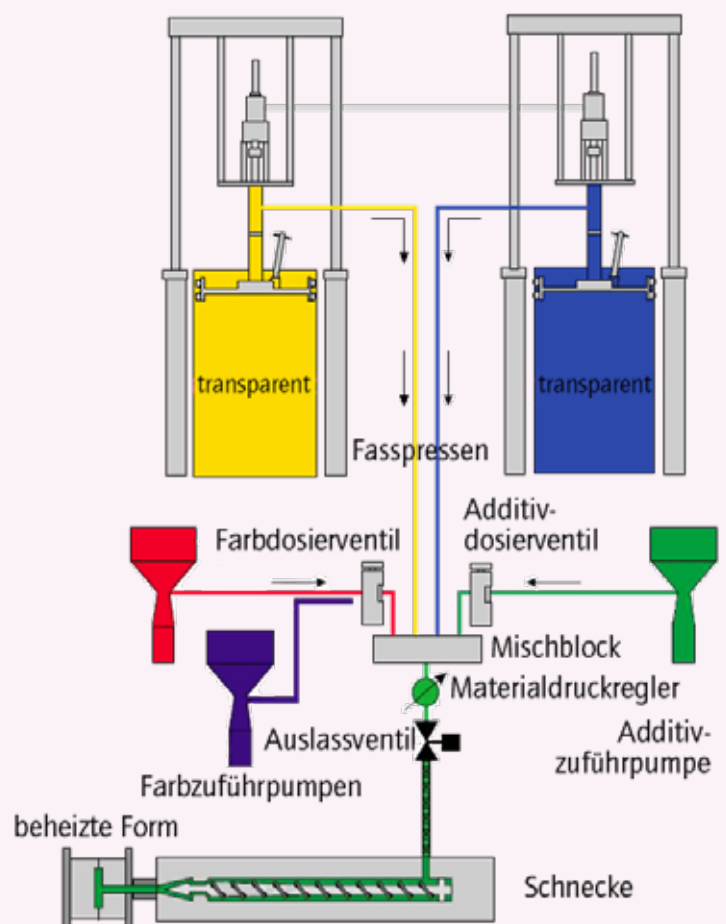 transparent
transparent
Fasspressen
Farbdosierventil
Additiv-
dosierventil
Mischblock
Materialdruckregler
Auslassventil
Additiv-
zuführpumpe
Farbzuführpumpen
beheizte Form
Schnecke